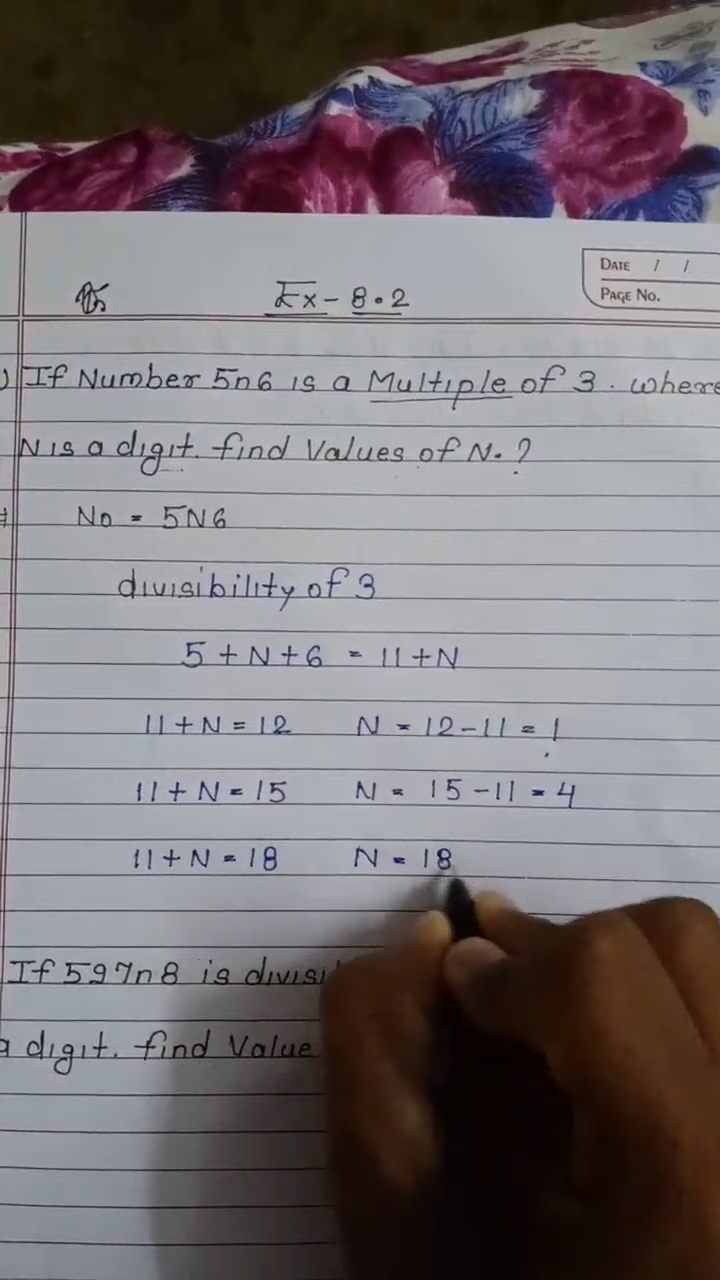 DATE / /
PAGE No.
Ex - 8.2
) If Number 5n6 is a Multiple of 3. where
N is a digit. find Values of N.?
No = 5N6
divisibility of 3
5 + N + 6 = 11 + N
11 + N = 12 N = 12 - 11 = 1
11 + N = 15 N = 15 - 11 = 4
11 + N = 18 N = 18
If 597n8 is divisi
a digit. find Value